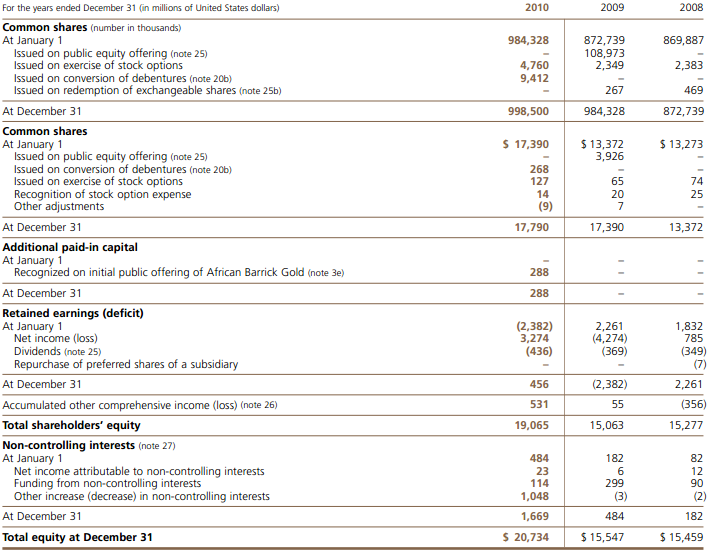 For the years ended December 31 (in millions of United States dollars) 2010 2009 2008
Common shares (number in thousands)
At January 1 984,328 872,739 869,887
Issued on public equity offering (note 25) – 108,973 –
Issued on exercise of stock options 4,760 2,349 2,383
Issued on conversion of debentures (note 20b) 9,412 – –
Issued on redemption of exchangeable shares (note 25b) – 267 469
At December 31 998,500 984,328 872,739
Common shares
At January 1 $ 17,390 $ 13,372 $ 13,273
Issued on public equity offering (note 25) – 3,926 –
Issued on conversion of debentures (note 20b) 268 – –
Issued on exercise of stock options 127 65 74
Recognition of stock option expense 14 20 25
Other adjustments (9) 7 –
At December 31 17,790 17,390 13,372
Additional paid-in capital
At January 1 – – –
Recognized on initial public offering of African Barrick Gold (note 3e) 288 – –
At December 31 288 – –
Retained earnings (deficit)
At January 1 (2,382) 2,261 1,832
Net income (loss) 3,274 (4,274) 785
Dividends (note 25) (436) (369) (349)
Repurchase of preferred shares of a subsidiary – – (7)
At December 31 456 (2,382) 2,261
Accumulated other comprehensive income (loss) (note 26) 531 55 (356)
Total shareholders' equity 19,065 15,063 15,277
Non-controlling interests (note 27)
At January 1 484 182 82
Net income attributable to non-controlling interests 23 6 12
Funding from non-controlling interests 114 299 90
Other increase (decrease) in non-controlling interests 1,048 (3) (2)
At December 31 1,669 484 182
Total equity at December 31 $ 20,734 $ 15,547 $ 15,459